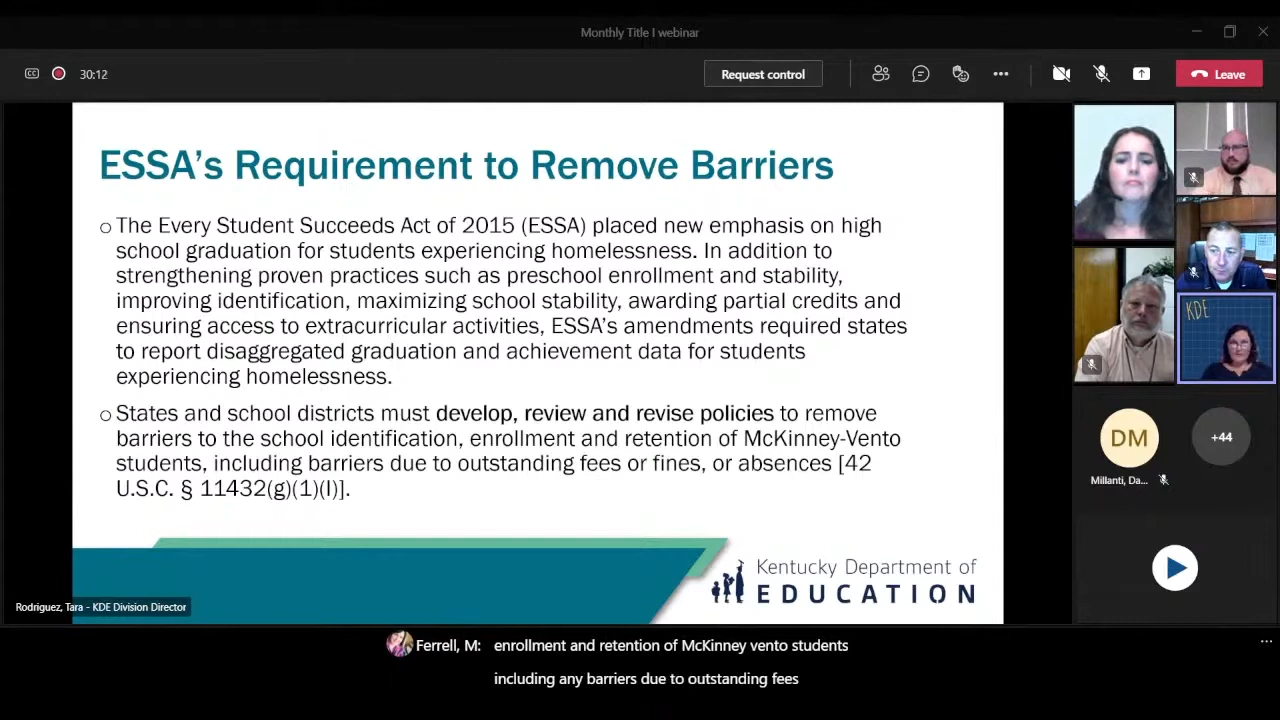 Monthly Title I webinar
CC
30:12
Request control
Leave
ESSA's Requirement to Remove Barriers
The Every Student Succeeds Act of 2015 (ESSA) placed new emphasis on high
school graduation for students experiencing homelessness. In addition to
strengthening proven practices such as preschool enrollment and stability,
improving identification, maximizing school stability, awarding partial credits and
ensuring access to extracurricular activities, ESSA's amendments required states
to report disaggregated graduation and achievement data for students
experiencing homelessness.
States and school districts must develop, review and revise policies to remove
barriers to the school identification, enrollment and retention of McKinney-Vento
students, including barriers due to outstanding fees or fines, or absences [42
U.S.C. § 11432(g)(1)(I)].
Kentucky Department of
EDUCATION
KDE
DM
+44
Millanti, Da...
Rodriguez, Tara - KDE Division Director
Ferrell, M: enrollment and retention of McKinney vento students
including any barriers due to outstanding fees